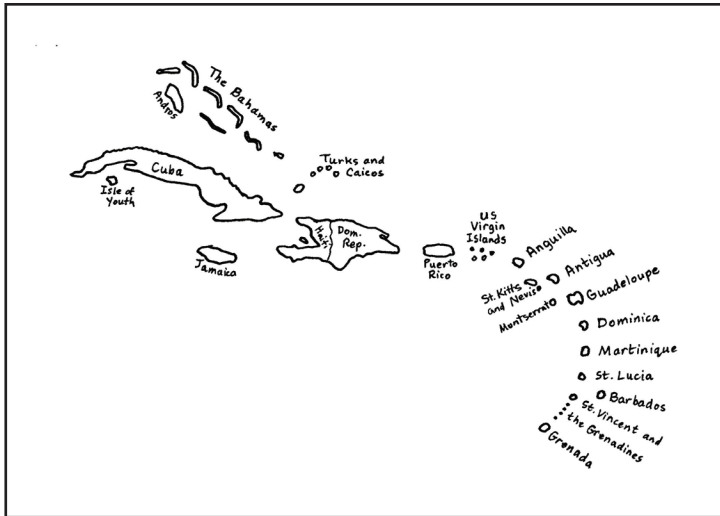 The Bahamas
Andros
Cuba
Isle of
Youth
Turks and
Caicos
Haiti
Dom.
Rep.
Jamaica
Puerto
Rico
US
Virgin
Islands
Anguilla
St. Kitts
and Nevis
Antigua
Montserrat
Guadeloupe
Dominica
Martinique
St. Lucia
Barbados
St. Vincent and
the Grenadines
Grenada